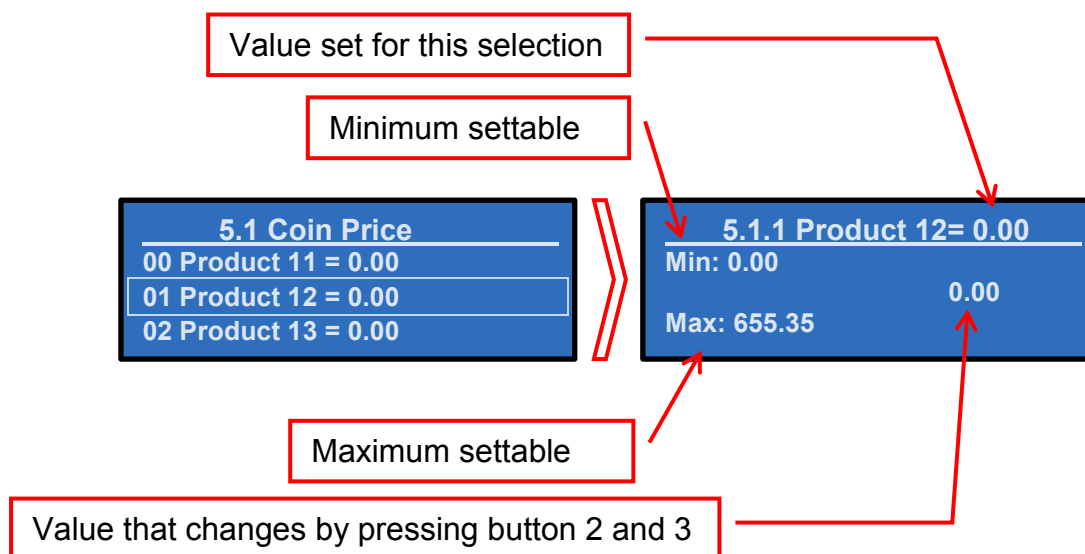 Value set for this selection
Minimum settable
5.1 Coin Price
00 Product 11 = 0.00
01 Product 12 = 0.00
02 Product 13 = 0.00
5.1.1 Product 12= 0.00
Min: 0.00
0.00
Max: 655.35
Maximum settable
Value that changes by pressing button 2 and 3